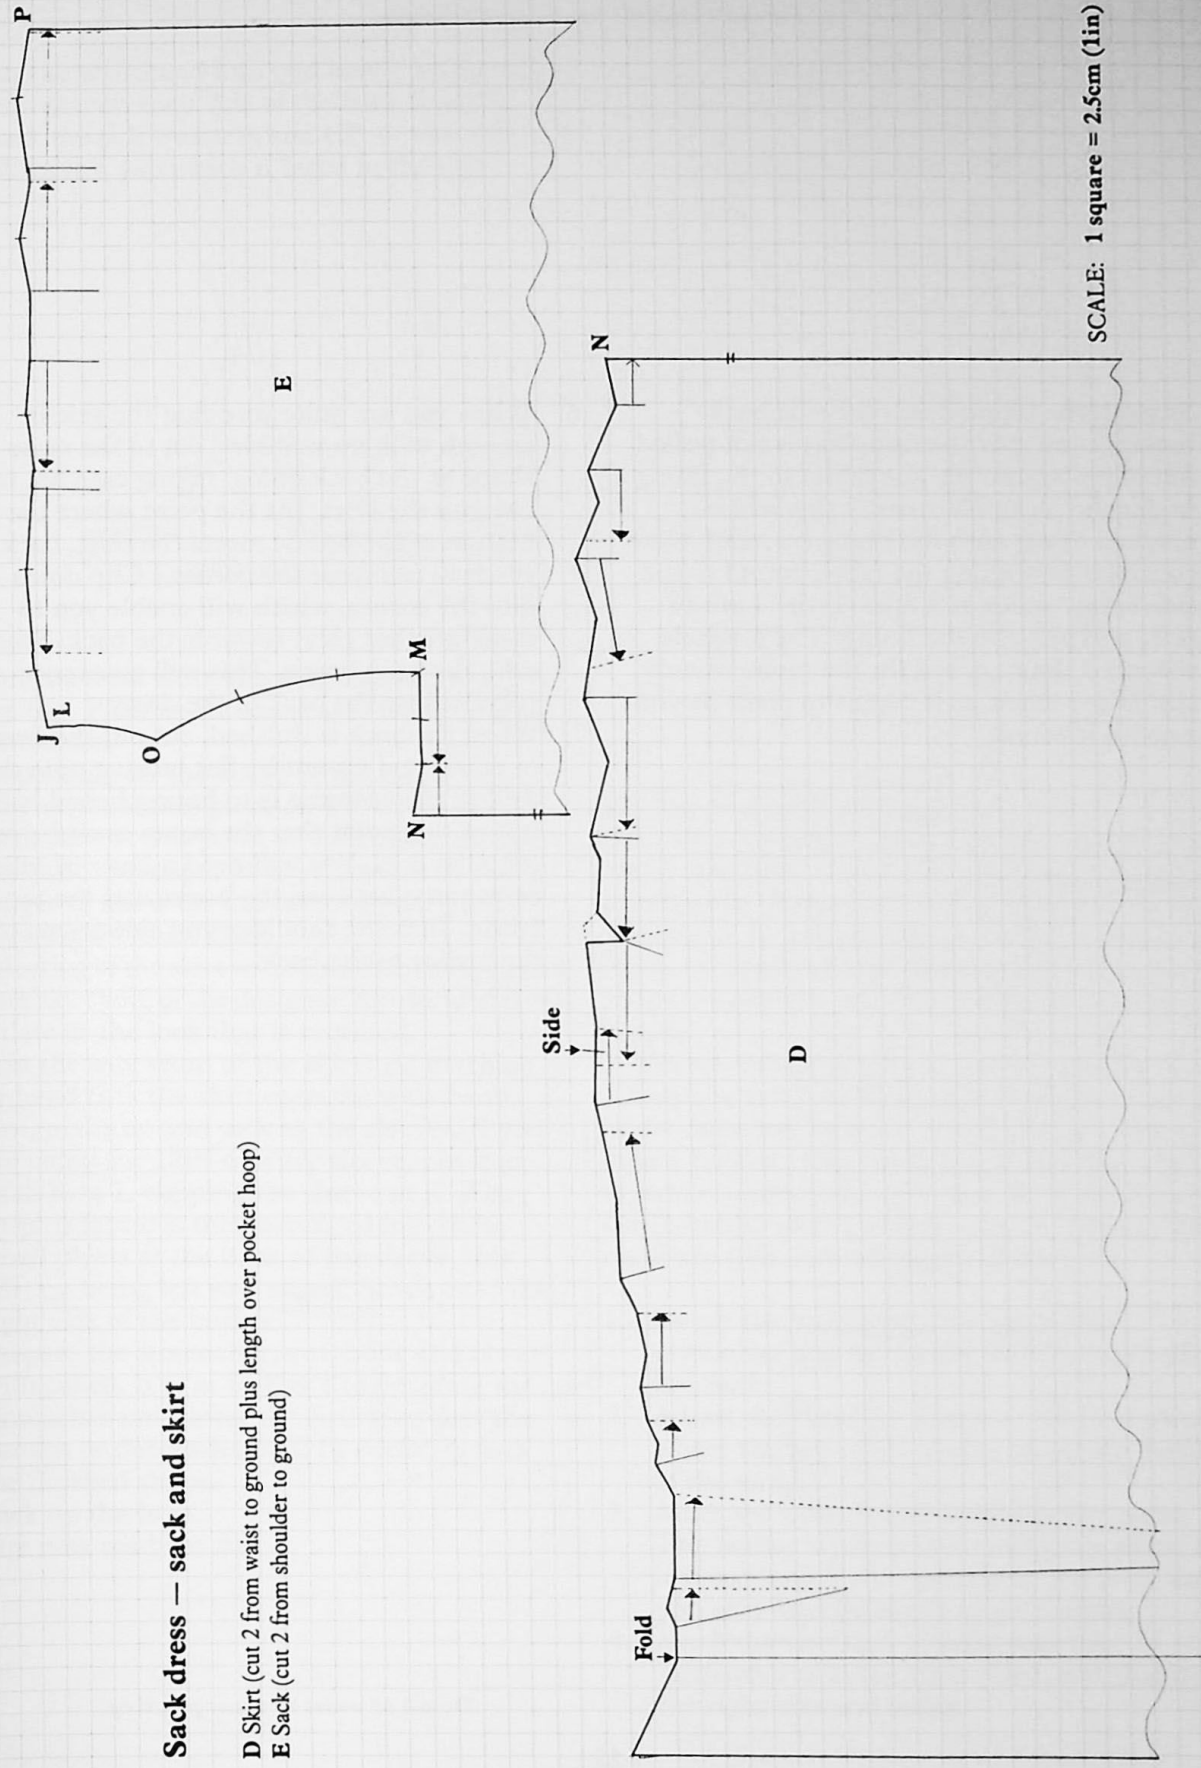 Sack dress — sack and skirt
D Skirt (cut 2 from waist to ground plus length over pocket hoop)
E Sack (cut 2 from shoulder to ground)
P
J
L
O
E
M
N
N
Side
D
Fold
SCALE: 1 square = 2.5cm (1in)